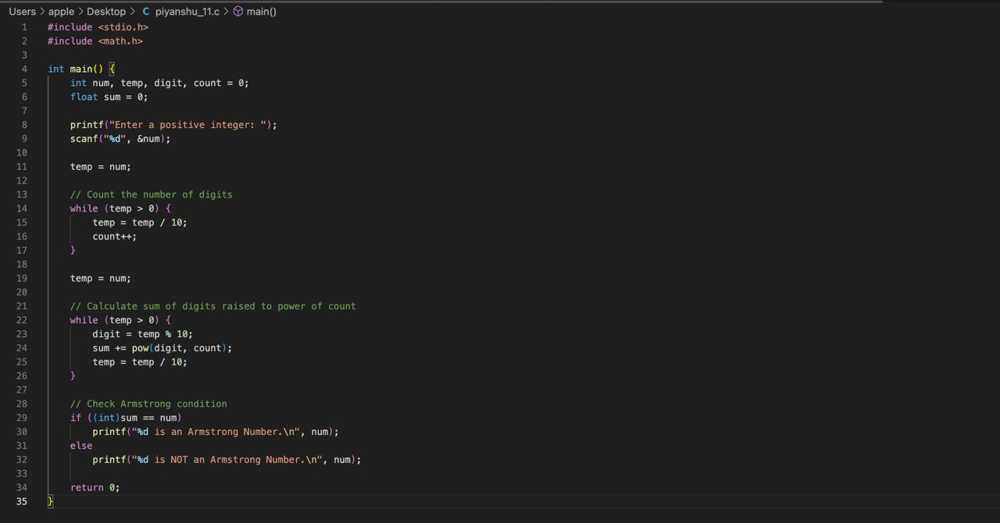 Users > apple > Desktop > C piyanshu_11.c > main()
1 #include <stdio.h>
2 #include <math.h>
3
4 int main() {
5     int num, temp, digit, count = 0;
6     float sum = 0;
7
8     printf("Enter a positive integer: ");
9     scanf("%d", &num);
10
11     temp = num;
12
13     // Count the number of digits
14     while (temp > 0) {
15         temp = temp / 10;
16         count++;
17     }
18
19     temp = num;
20
21     // Calculate sum of digits raised to power of count
22     while (temp > 0) {
23         digit = temp % 10;
24         sum += pow(digit, count);
25         temp = temp / 10;
26     }
27
28     // Check Armstrong condition
29     if ((int)sum == num)
30         printf("%d is an Armstrong Number.\n", num);
31     else
32         printf("%d is NOT an Armstrong Number.\n", num);
33
34     return 0;
35 }